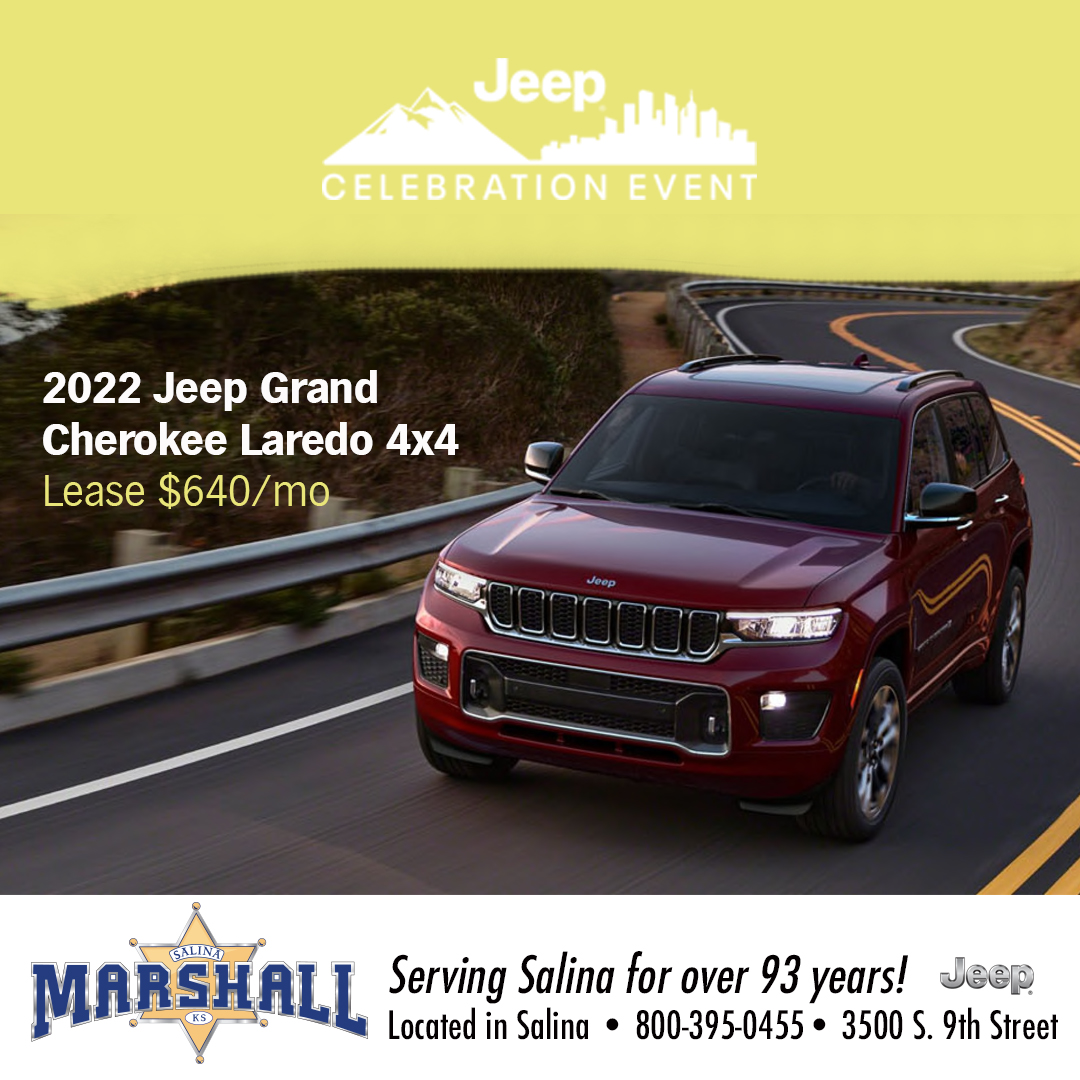 Jeep
CELEBRATION EVENT
2022 Jeep Grand
Cherokee Laredo 4x4
Lease $640/mo
Jeep
SALINA
MARSHALL
KS
Serving Salina for over 93 years!
Jeep
Located in Salina • 800-395-0455 • 3500 S. 9th Street